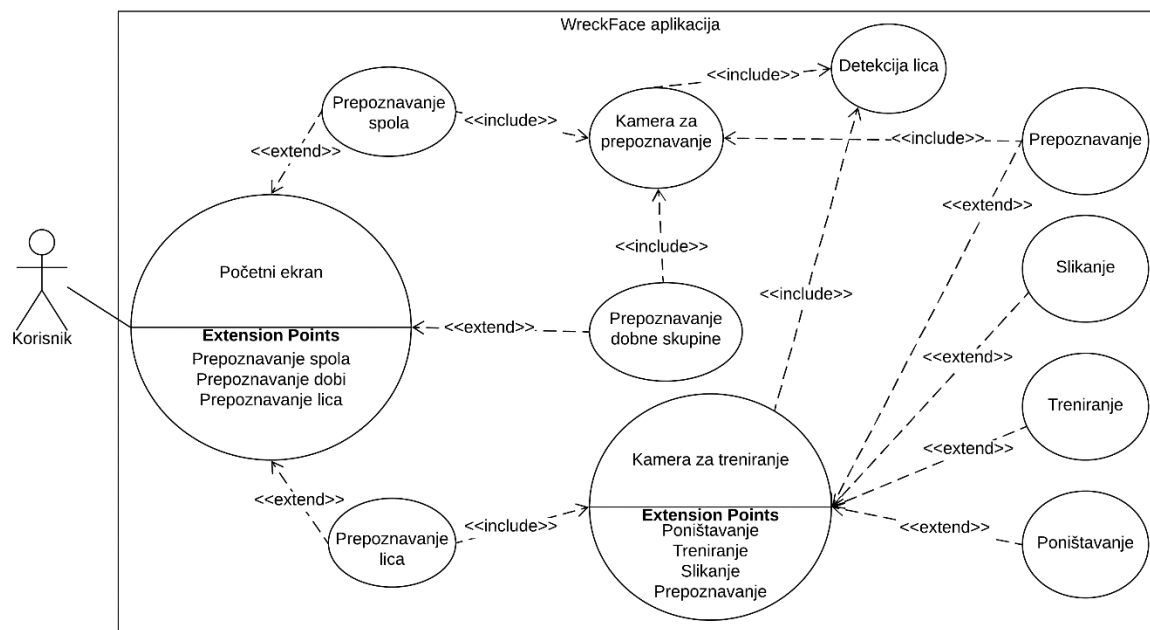 WreckFace aplikacija
Detekcija lica
<<include>>
Prepoznavanje
spola
<<include>>
Kamera za
prepoznavanje
<<include>>
Prepoznavanje
<<extend>>
<<extend>>
Korisnik
Početni ekran
Extension Points
Prepoznavanje spola
Prepoznavanje dobi
Prepoznavanje lica
<<include>>
Slikanje
<<include>>
<<extend>>
Prepoznavanje
dobne skupine
<<extend>>
Treniranje
<<extend>>
Kamera za treniranje
Extension Points
Poništavanje
Treniranje
Slikanje
Prepoznavanje
<<extend>>
<<include>>
Prepoznavanje
lica
<<extend>>
Poništavanje